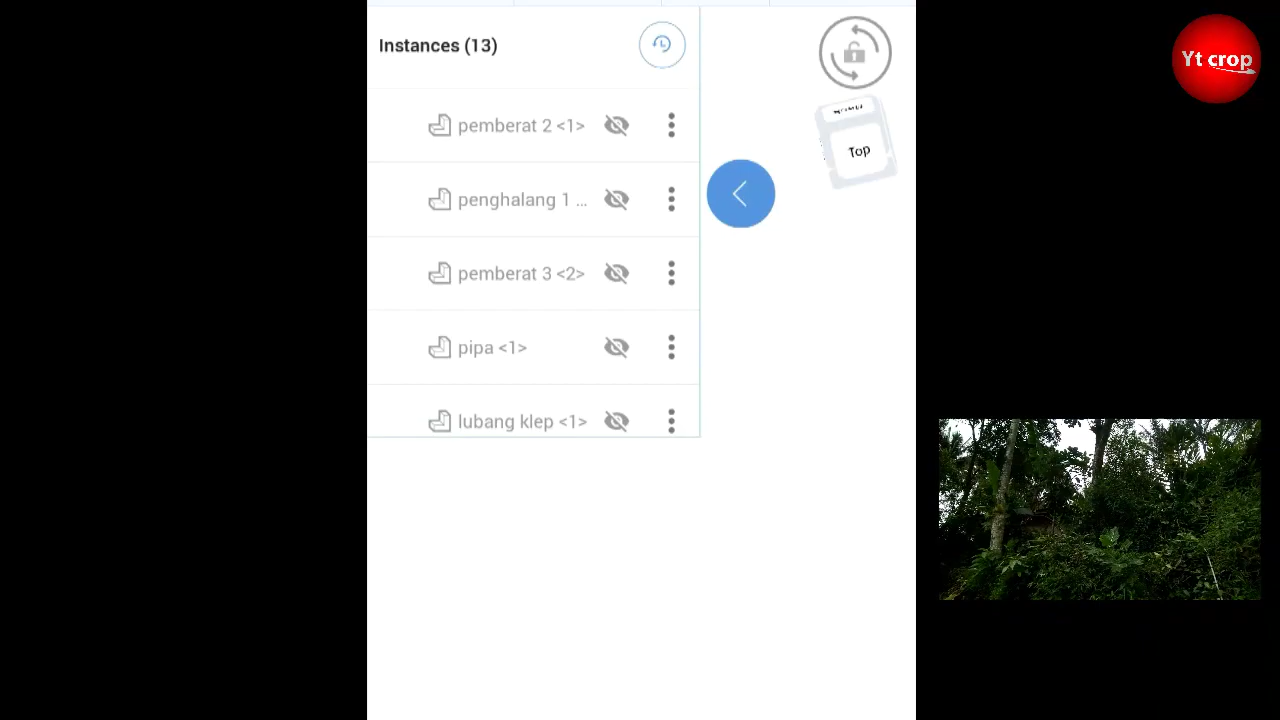 Instances (13)
pemberat 2 <1>
penghalang 1 ...
pemberat 3 <2>
pipa <1>
lubang klep <1>
Top
Yt crop